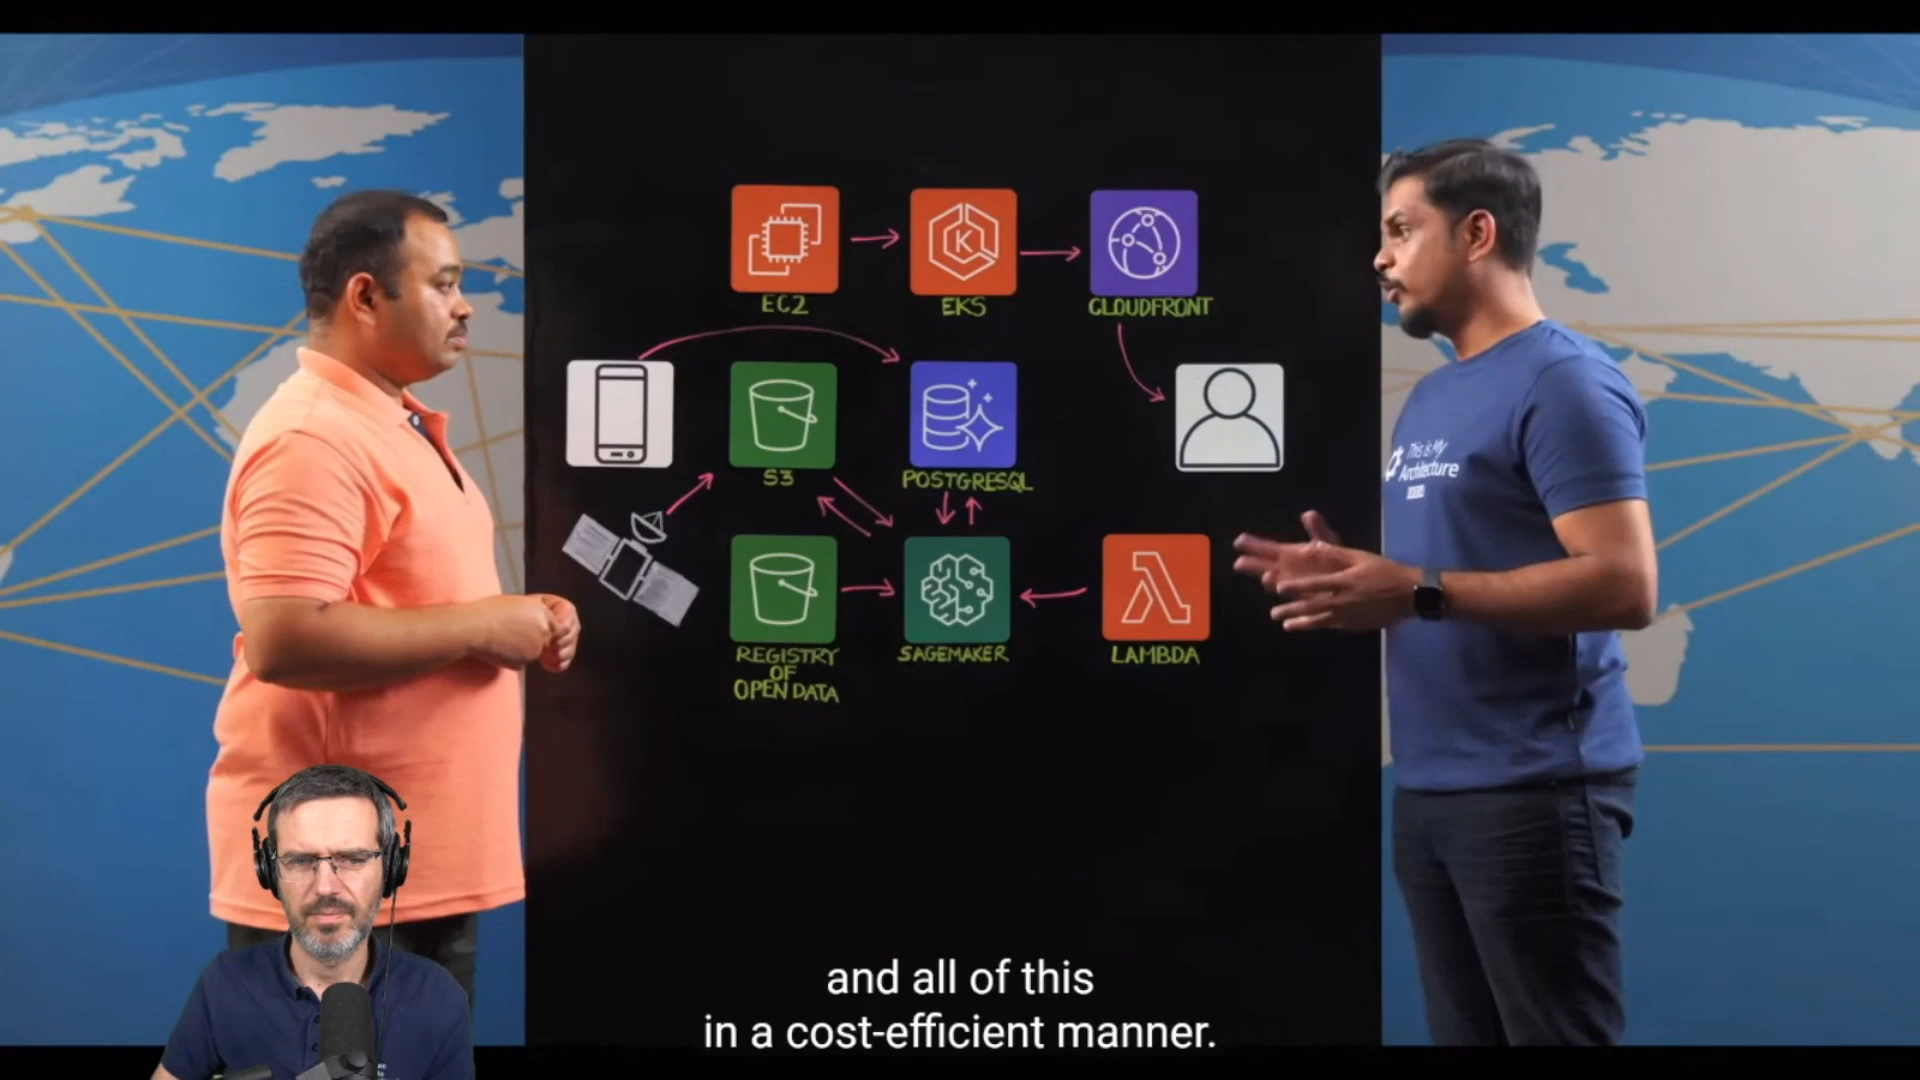 EC2
EKS
CLOUDFRONT
S3
POSTGRESQL
REGISTRY
OF
OPEN DATA
SAGEMAKER
LAMBDA
This is My
Architecture
and all of this
in a cost-efficient manner.